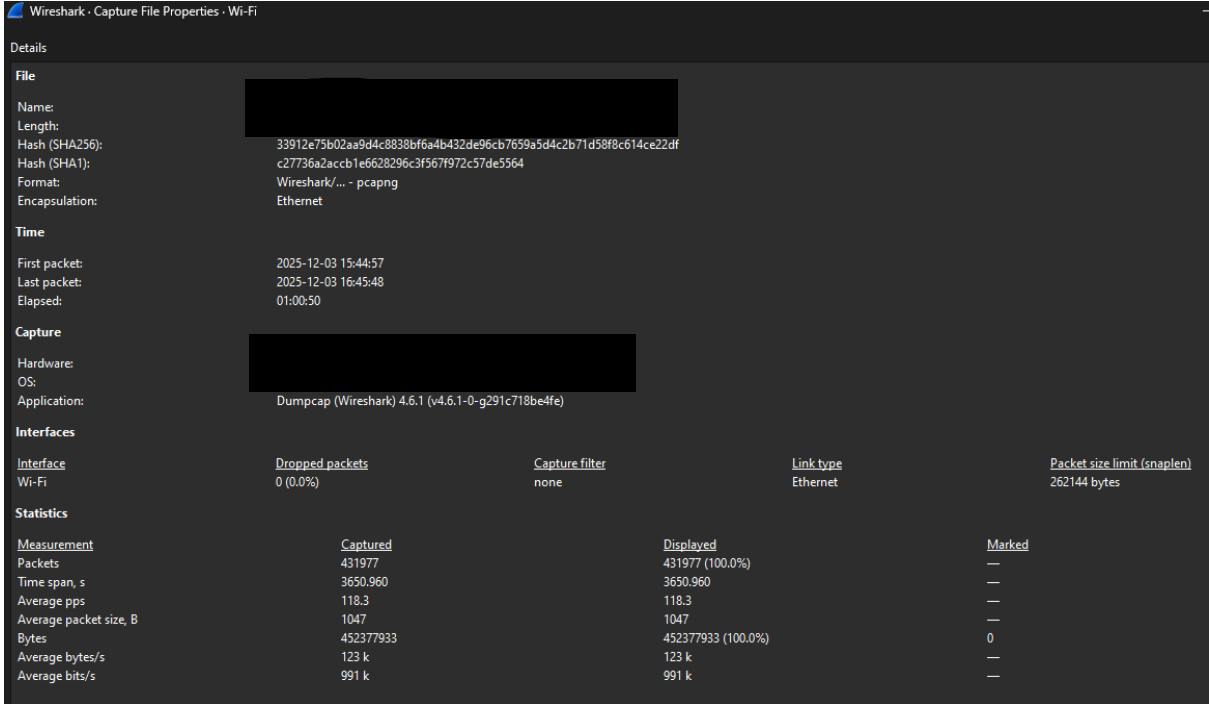 Wireshark · Capture File Properties · Wi-Fi
Details
File
Name:
Length:
Hash (SHA256): 33912e75b02aa9d4c8838bf6a4b432de96cb7659a5d4c2b71d58f8c614ce22df
Hash (SHA1): c27736a2accb1e6628296c3f567f972c57de5564
Format: Wireshark/... - pcapng
Encapsulation: Ethernet
Time
First packet: 2025-12-03 15:44:57
Last packet: 2025-12-03 16:45:48
Elapsed: 01:00:50
Capture
Hardware:
OS:
Application: Dumpcap (Wireshark) 4.6.1 (v4.6.1-0-g291c718be4fe)
Interfaces
Interface Dropped packets Capture filter Link type Packet size limit (snaplen)
Wi-Fi 0 (0.0%) none Ethernet 262144 bytes
Statistics
Measurement Captured Displayed Marked
Packets 431977 431977 (100.0%) —
Time span, s 3650.960 3650.960 —
Average pps 118.3 118.3 —
Average packet size, B 1047 1047 —
Bytes 452377933 452377933 (100.0%) 0
Average bytes/s 123 k 123 k —
Average bits/s 991 k 991 k —